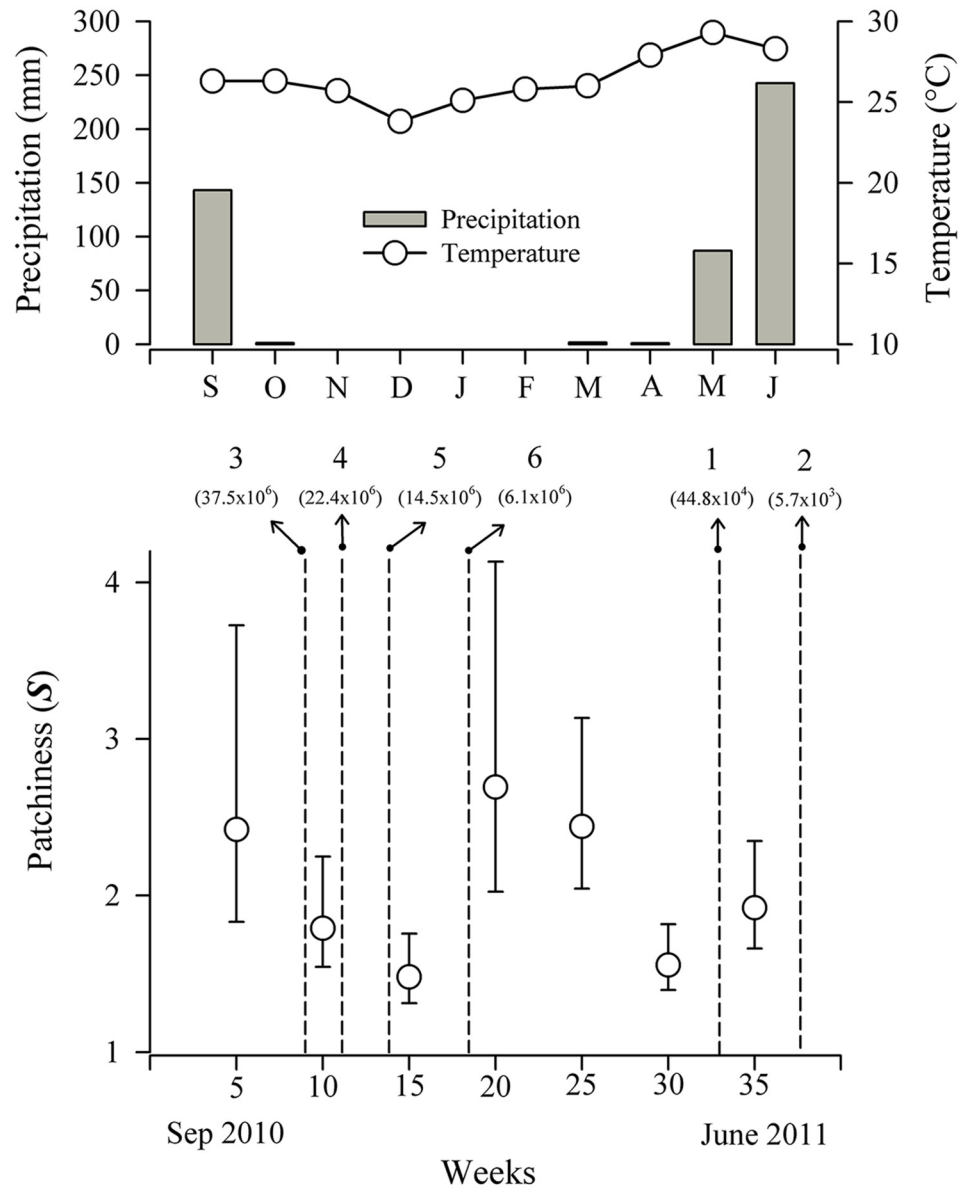 300
250
200
150
100
50
0
Precipitation (mm)
30
25
20
15
10
Temperature (°C)
Precipitation
Temperature
S O N D J F M A M J
3 4 5 6 1 2
(37.5x10⁶) (22.4x10⁶) (14.5x10⁶) (6.1x10⁶) (44.8x10⁴) (5.7x10³)
4
3
2
1
Patchiness (S)
5 10 15 20 25 30 35
Sep 2010 June 2011
Weeks